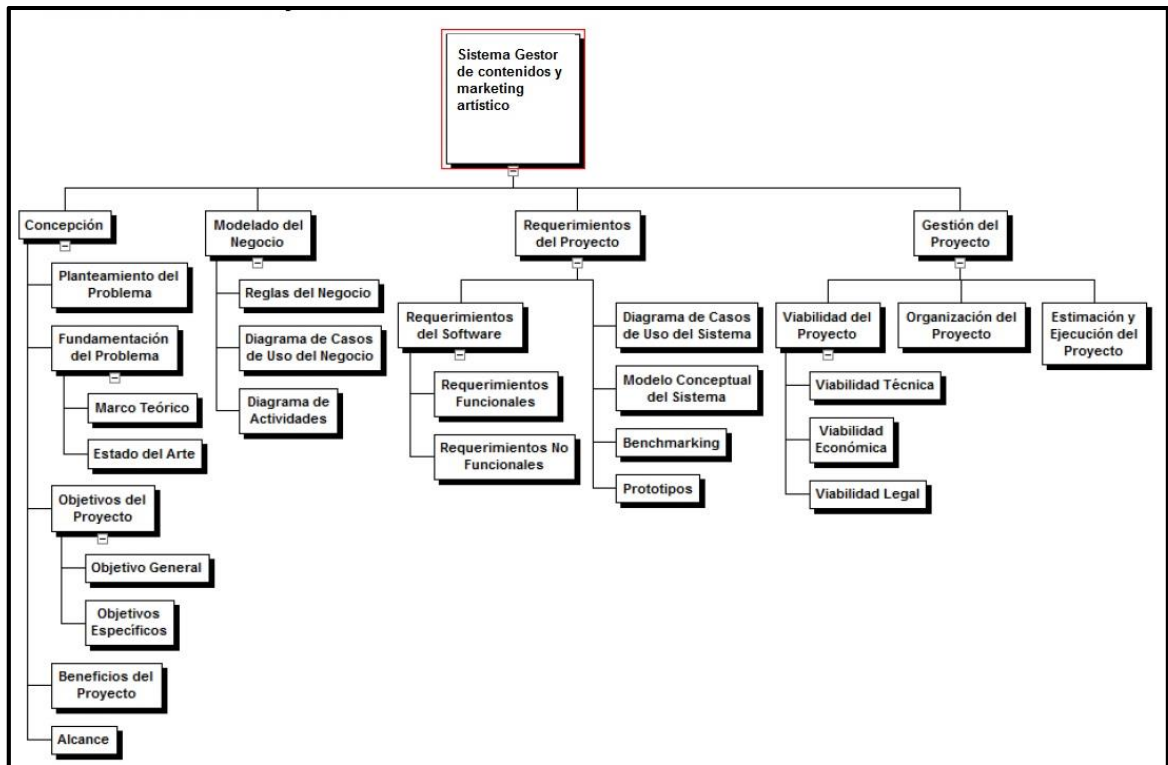 Sistema Gestor
de contenidos y
marketing
artístico
Concepción
Planteamiento del
Problema
Fundamentación
del Problema
Marco Teórico
Estado del Arte
Objetivos del
Proyecto
Objetivo General
Objetivos
Específicos
Beneficios del
Proyecto
Alcance
Modelado del
Negocio
Reglas del Negocio
Diagrama de Casos
de Uso del Negocio
Diagrama de
Actividades
Requerimientos
del Proyecto
Requerimientos
del Software
Requerimientos
Funcionales
Requerimientos No
Funcionales
Diagrama de Casos
de Uso del Sistema
Modelo Conceptual
del Sistema
Benchmarking
Prototipos
Gestión del
Proyecto
Viabilidad del
Proyecto
Viabilidad Técnica
Viabilidad
Económica
Viabilidad Legal
Organización del
Proyecto
Estimación y
Ejecución del
Proyecto